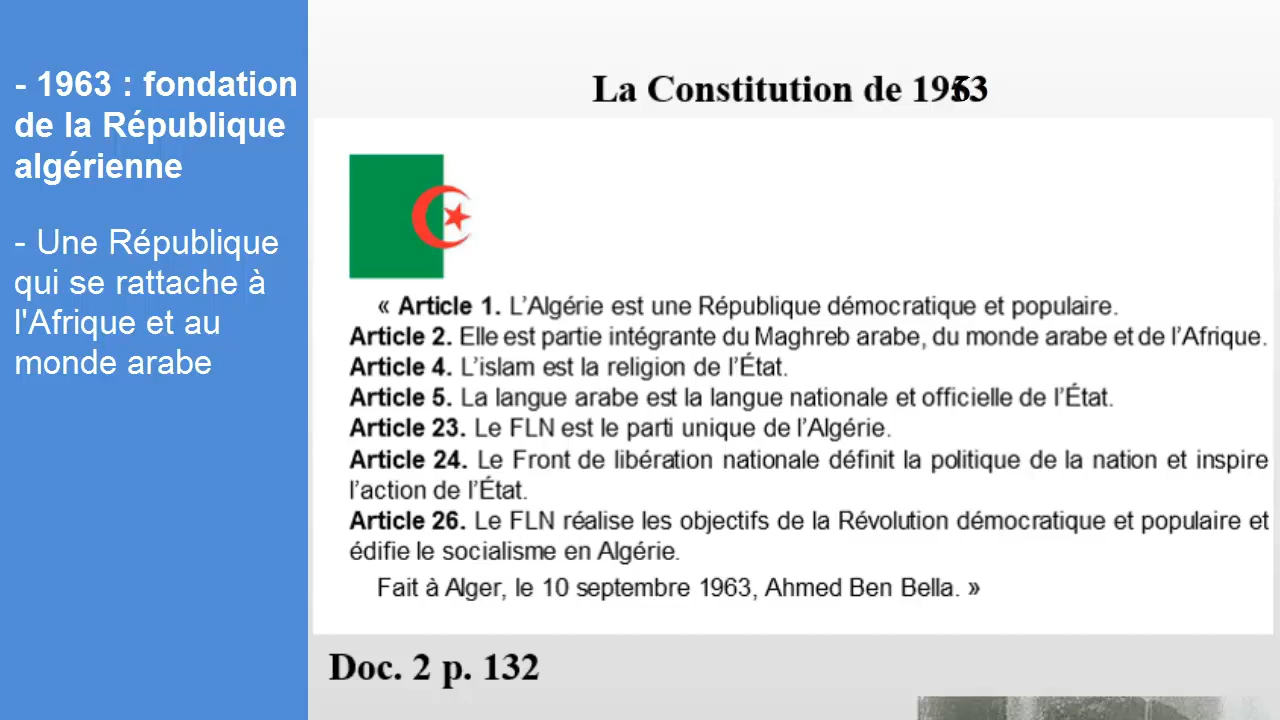 - 1963 : fondation
de la République
algérienne
- Une République
qui se rattache à
l'Afrique et au
monde arabe
La Constitution de 1963
« Article 1. L’Algérie est une République démocratique et populaire.
Article 2. Elle est partie intégrante du Maghreb arabe, du monde arabe et de l’Afrique.
Article 4. L’islam est la religion de l’État.
Article 5. La langue arabe est la langue nationale et officielle de l’État.
Article 23. Le FLN est le parti unique de l’Algérie.
Article 24. Le Front de libération nationale définit la politique de la nation et inspire
l’action de l’État.
Article 26. Le FLN réalise les objectifs de la Révolution démocratique et populaire et
édifie le socialisme en Algérie.
Fait à Alger, le 10 septembre 1963, Ahmed Ben Bella. »
Doc. 2 p. 132